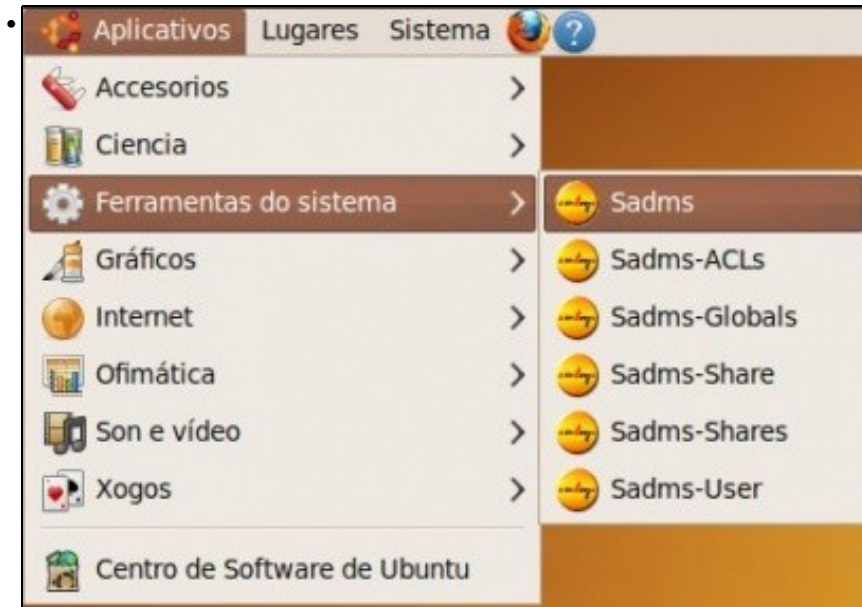 Aplicativos Lugares Sistema ?
Accesorios
Ciencia
Ferramentas do sistema
Gráficos
Internet
Ofimática
Son e vídeo
Xogos
Centro de Software de Ubuntu
Sadms
Sadms-ACLs
Sadms-Globals
Sadms-Share
Sadms-Shares
Sadms-User